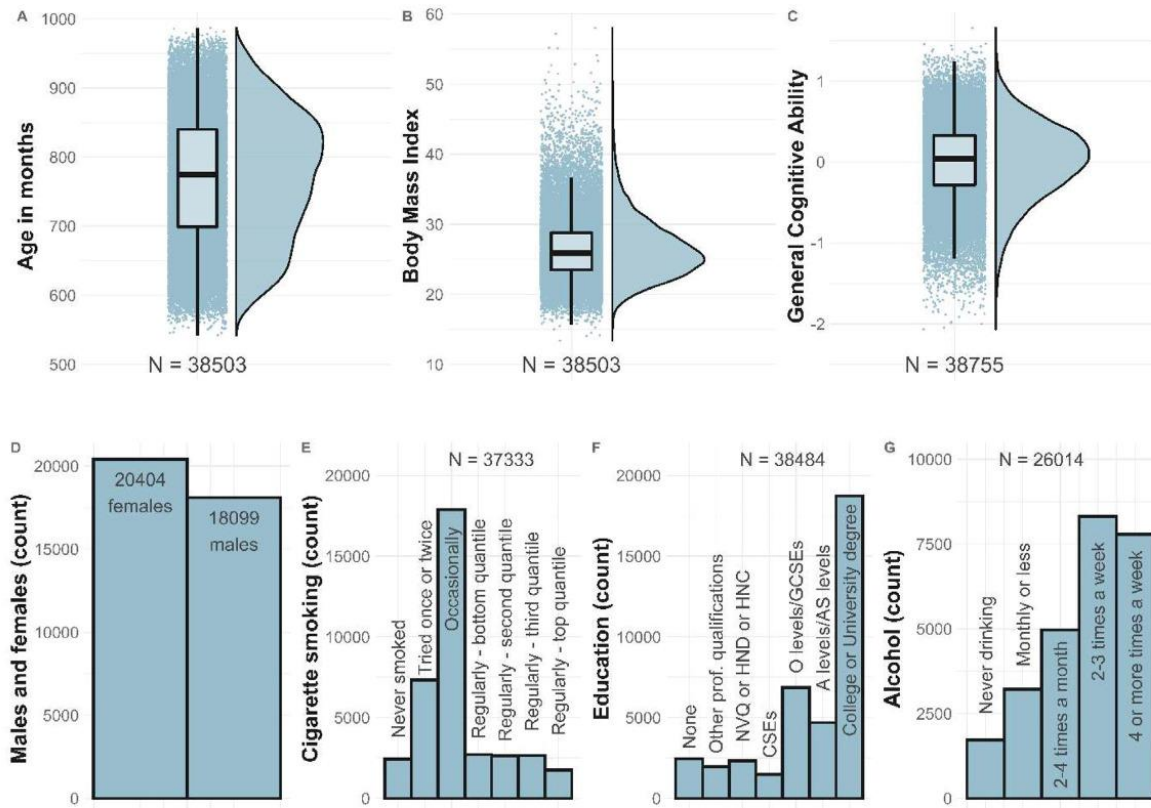 A
Age in months
1000
900
800
700
600
500
N = 38503
B
Body Mass Index
60
50
40
30
20
10
N = 38503
C
General Cognitive Ability
1
0
-1
-2
N = 38755
D
Males and females (count)
20000
15000
10000
5000
0
20404
females
18099
males
E
Cigarette smoking (count)
20000
15000
10000
5000
0
N = 37333
Never smoked
Tried once or twice
Occasionally
Regularly - bottom quantile
Regularly - second quantile
Regularly - third quantile
Regularly - top quantile
F
Education (count)
20000
15000
10000
5000
0
N = 38484
None
Other prof. qualifications
NVQ or HND or HNC
CSEs
O levels/GCSEs
A levels/AS levels
College or University degree
G
Alcohol (count)
10000
7500
5000
2500
0
N = 26014
Never drinking
Monthly or less
2-4 times a month
2-3 times a week
4 or more times a week